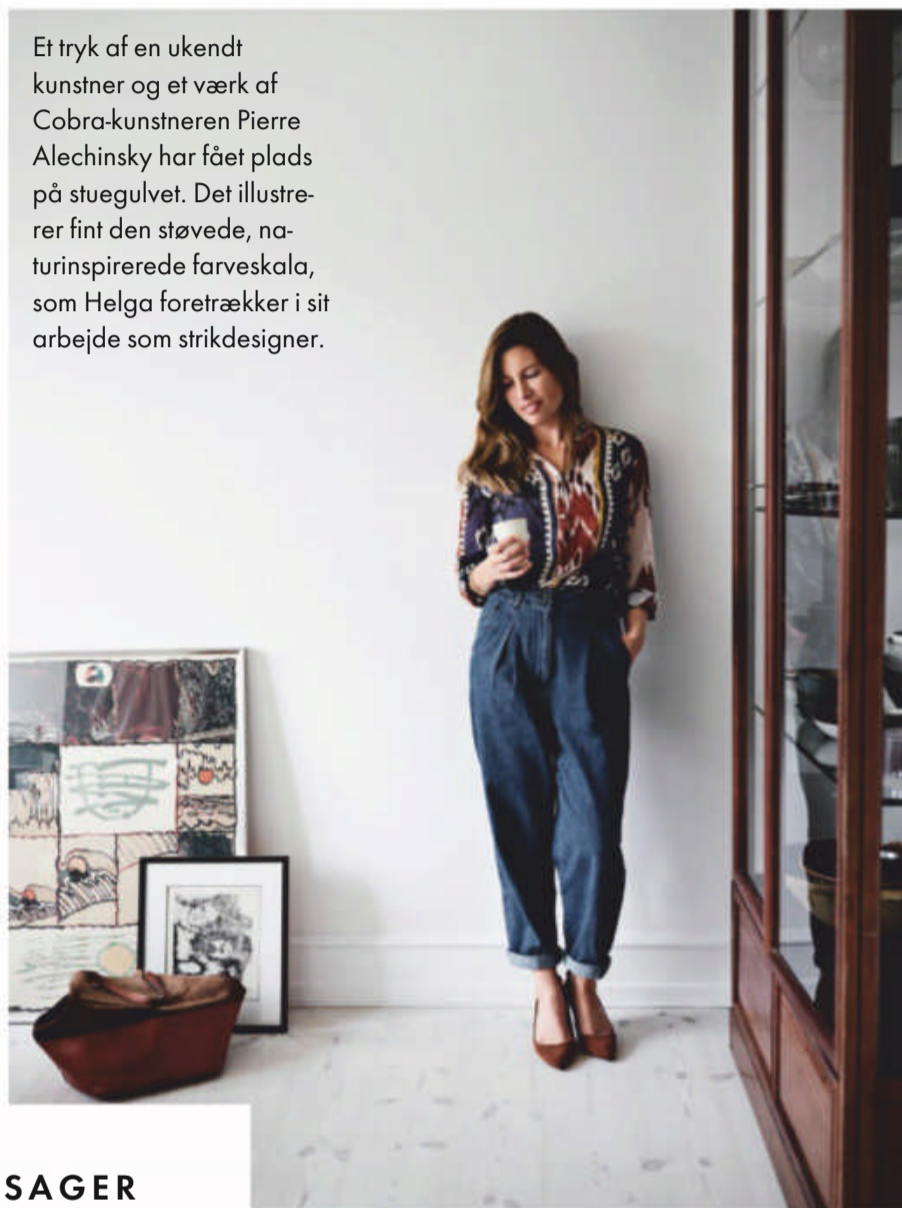 Et tryk af en ukendt
kunstner og et værk af
Cobra-kunstneren Pierre
Alechinsky har fået plads
på stuegulvet. Det illustre-
rer fint den støvede, na-
turinspirerede farveskala,
som Helga foretrækker i sit
arbejde som strikdesigner.
SAGER